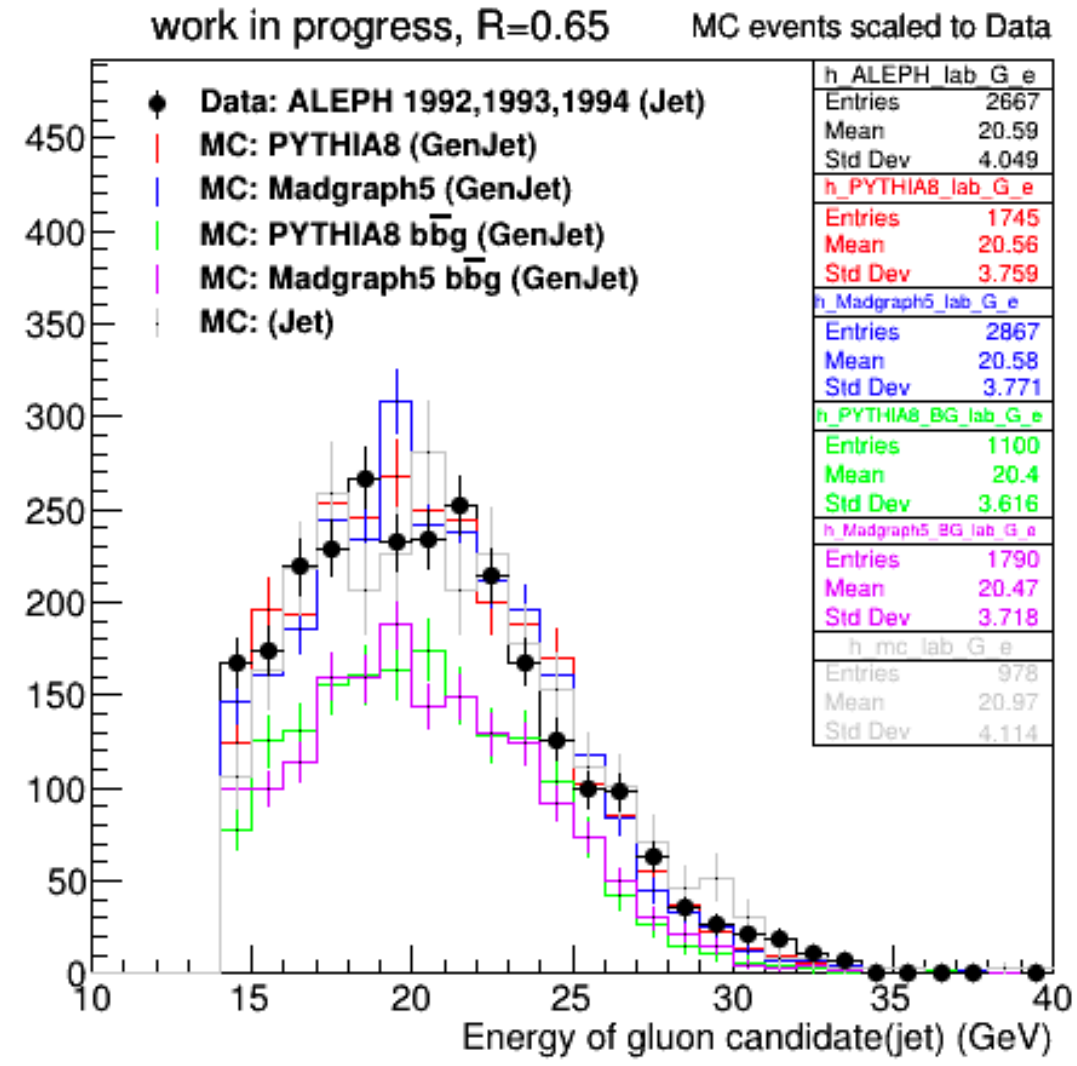 work in progress, R=0.65
MC events scaled to Data
Data: ALEPH 1992,1993,1994 (Jet)
MC: PYTHIA8 (GenJet)
MC: Madgraph5 (GenJet)
MC: PYTHIA8 bb̅g (GenJet)
MC: Madgraph5 bb̅g (GenJet)
MC: (Jet)
h_ALEPH_lab_G_e
Entries 2667
Mean 20.59
Std Dev 4.049
h_PYTHIA8_lab_G_e
Entries 1745
Mean 20.56
Std Dev 3.759
h_Madgraph5_lab_G_e
Entries 2867
Mean 20.58
Std Dev 3.771
h_PYTHIA8_BG_lab_G_e
Entries 1100
Mean 20.4
Std Dev 3.616
h_Madgraph5_BG_lab_G_e
Entries 1790
Mean 20.47
Std Dev 3.718
h_mc_lab_G_e
Entries 978
Mean 20.97
Std Dev 4.114
450
400
350
300
250
200
150
100
50
0
10 15 20 25 30 35 40
Energy of gluon candidate(jet) (GeV)